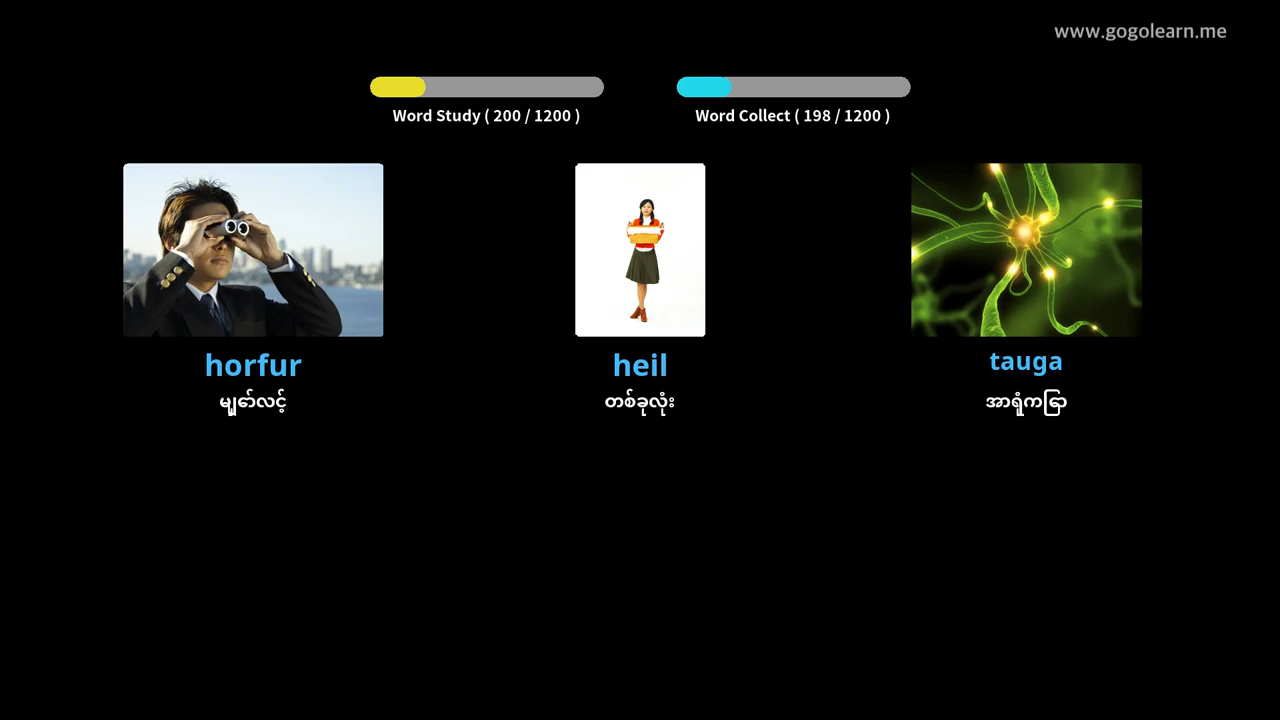 www.gogolearn.me
Word Study ( 200 / 1200 )
Word Collect ( 198 / 1200 )
horfur
heil
tauga
မျှော်လင့်
တစ်ခုလုံး
အာရုံကြော